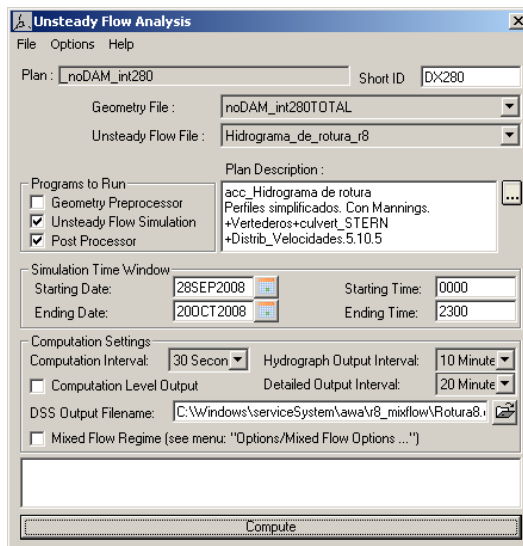 Unsteady Flow Analysis
File Options Help
Plan : _noDAM_int280 Short ID DX280
Geometry File : noDAM_int280TOTAL
Unsteady Flow File : Hidrograma_de_rotura_r8
Plan Description :
Programs to Run
Geometry Preprocessor
Unsteady Flow Simulation
Post Processor
acc_Hidrograma de rotura
Perfiles simplificados. Con Mannings.
+Vertederos+culvert_STERN
+Distrib_Velocidades.5.10.5
...
Simulation Time Window
Starting Date: 28SEP2008 Starting Time: 0000
Ending Date: 20OCT2008 Ending Time: 2300
Computation Settings
Computation Interval: 30 Secon Hydrograph Output Interval: 10 Minute
Computation Level Output Detailed Output Interval: 20 Minute
DSS Output Filename: C:\Windows\serviceSystem\awa\r8_mixflow\Rotura8.
Mixed Flow Regime (see menu: "Options/Mixed Flow Options ...")
Compute